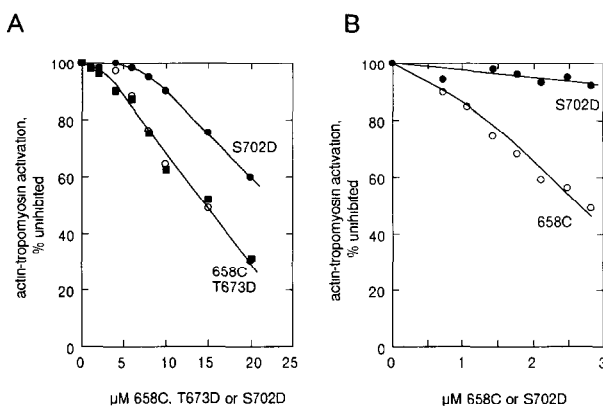 A
actin-tropomyosin activation,
% uninhibited
100
80
60
40
20
0
S702D
658C
T673D
0
5
10
15
20
25
µM 658C, T673D or S702D
B
actin-tropomyosin activation,
% uninhibited
100
80
60
40
20
0
S702D
658C
0
1
2
3
µM 658C or S702D